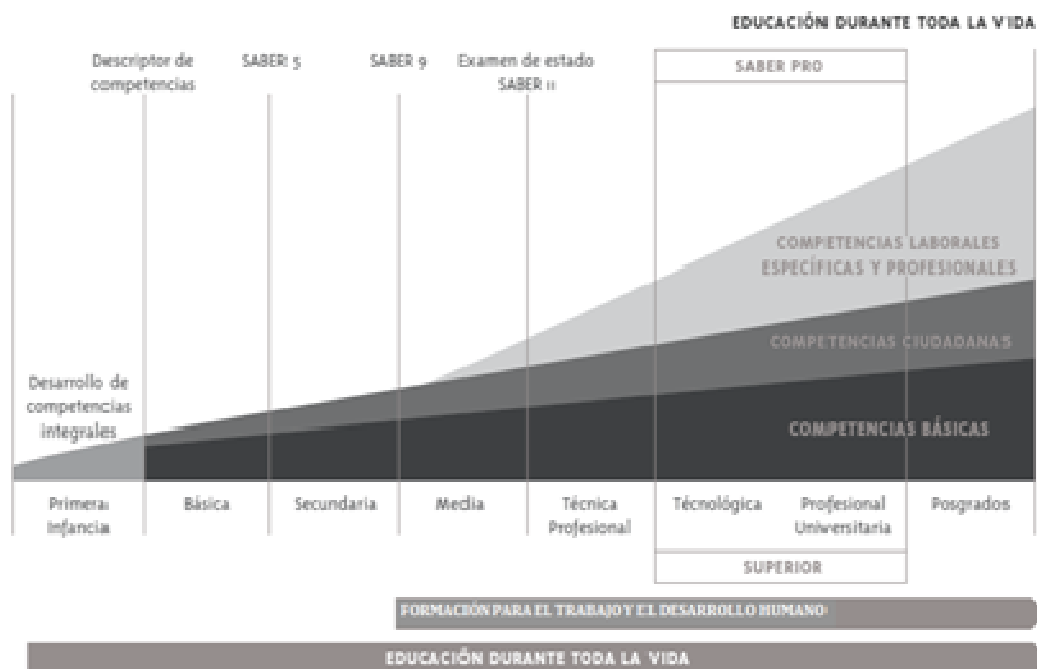 EDUCACIÓN DURANTE TODA LA VIDA
Descriptor de
competencias
SABER 5
SABER 9
Examen de estado
SABER 11
SABER PRO
COMPETENCIAS LABORALES
ESPECÍFICAS Y PROFESIONALES
COMPETENCIAS CIUDADANAS
Desarrollo de
competencias
integrales
COMPETENCIAS BÁSICAS
Primera
Infancia
Básica
Secundaria
Media
Técnica
Profesional
Técnológica
Profesional
Universitaria
Posgrados
SUPERIOR
FORMACIÓN PARA EL TRABAJO Y EL DESARROLLO HUMANO
EDUCACIÓN DURANTE TODA LA VIDA